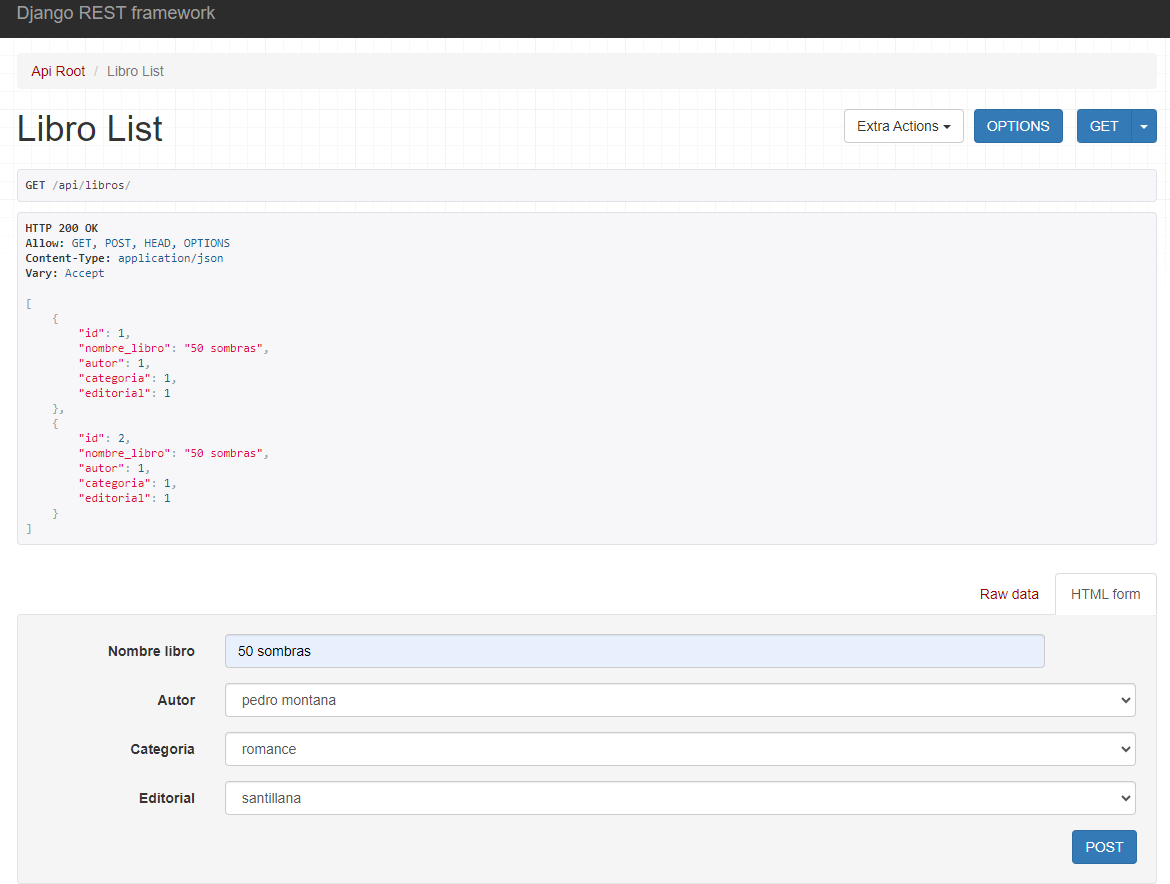 Django REST framework
Api Root / Libro List
Libro List
Extra Actions
OPTIONS
GET
GET /api/libros/
HTTP 200 OK
Allow: GET, POST, HEAD, OPTIONS
Content-Type: application/json
Vary: Accept
[
    {
        "id": 1,
        "nombre_libro": "50 sombras",
        "autor": 1,
        "categoria": 1,
        "editorial": 1
    },
    {
        "id": 2,
        "nombre_libro": "50 sombras",
        "autor": 1,
        "categoria": 1,
        "editorial": 1
    }
]
Raw data
HTML form
Nombre libro
50 sombras
Autor
pedro montana
Categoria
romance
Editorial
santillana
POST